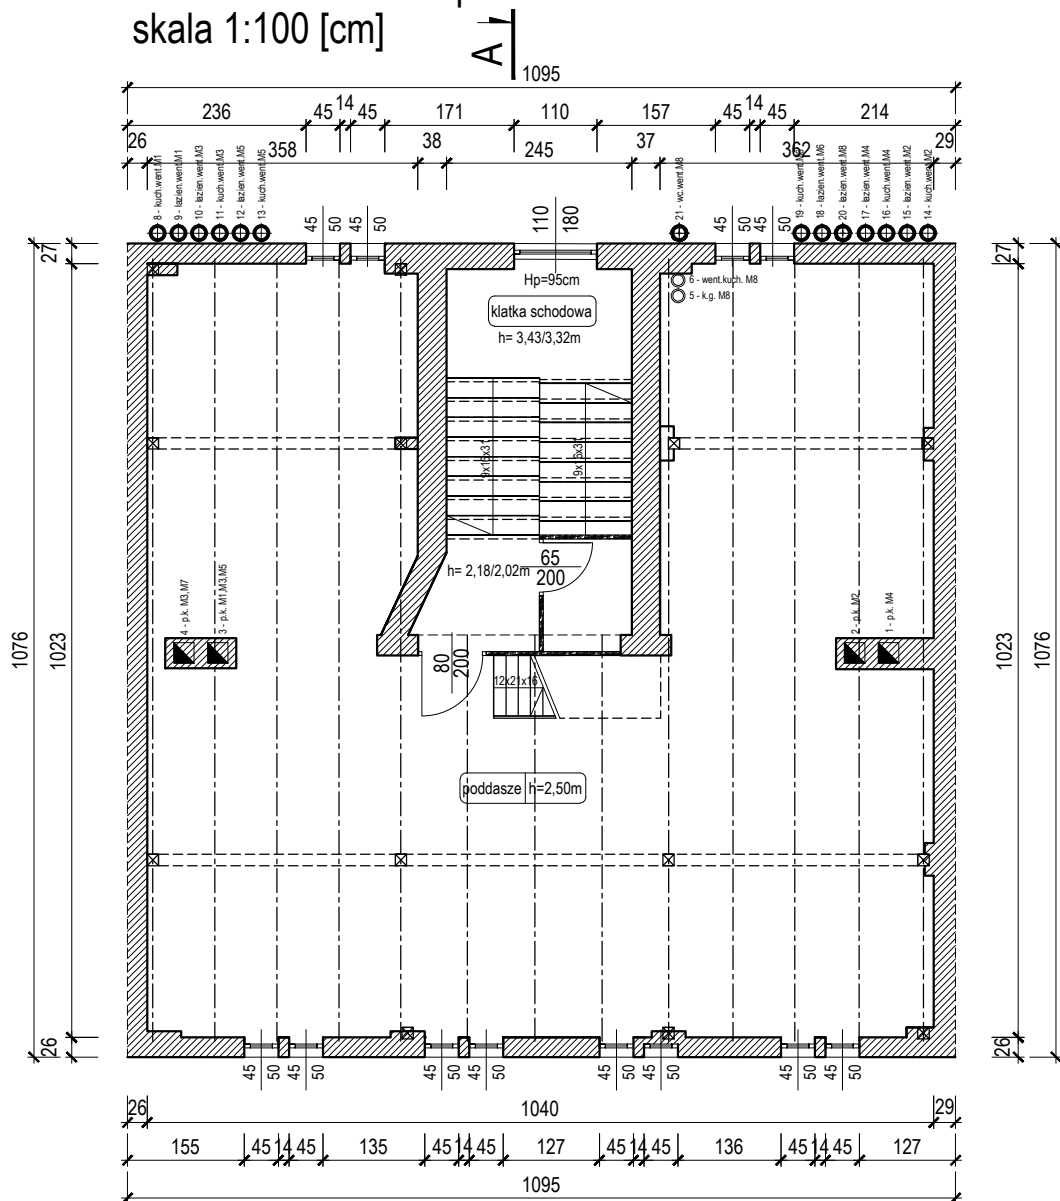 skala 1:100 [cm]
A
1095
236 45 14 45 171 110 157 45 14 45 214
26 358 38 245 37 362 29
8 - kuch.went.M1
9 - łazien.went.M1
10 - łazien.went.M3
11 - kuch.went.M3
12 - łazien.went.M5
13 - kuch.went.M5
45 50 45 50
110 180
21 - wc. went.M8
45 50 45 50
18 - łazien.went.M6
20 - łazien.went.M8
17 - łazien.went.M4
16 - kuch.went.M4
15 - łazien.went.M2
14 - kuch.went.M2
27
27
Hp=95cm
6 - went.kuch. M8
5 - k.g. M8
klatka schodowa
h= 3,43/3,32m
9x16x31
9x16x31
h= 2,18/2,02m
65
200
4 - p.k. M3,M7
3 - p.k. M1,M3,M5
2 - p.k. M2
1 - p.k. M4
1076
1023
1023
1076
80
200
12x21x16
poddasze h=2,50m
26
26
45 50 45 50 45 50 45 50 45 50 45 50 45 50 45 50
26 1040 29
155 45 14 45 135 45 14 45 127 45 14 45 136 45 14 45 127
1095